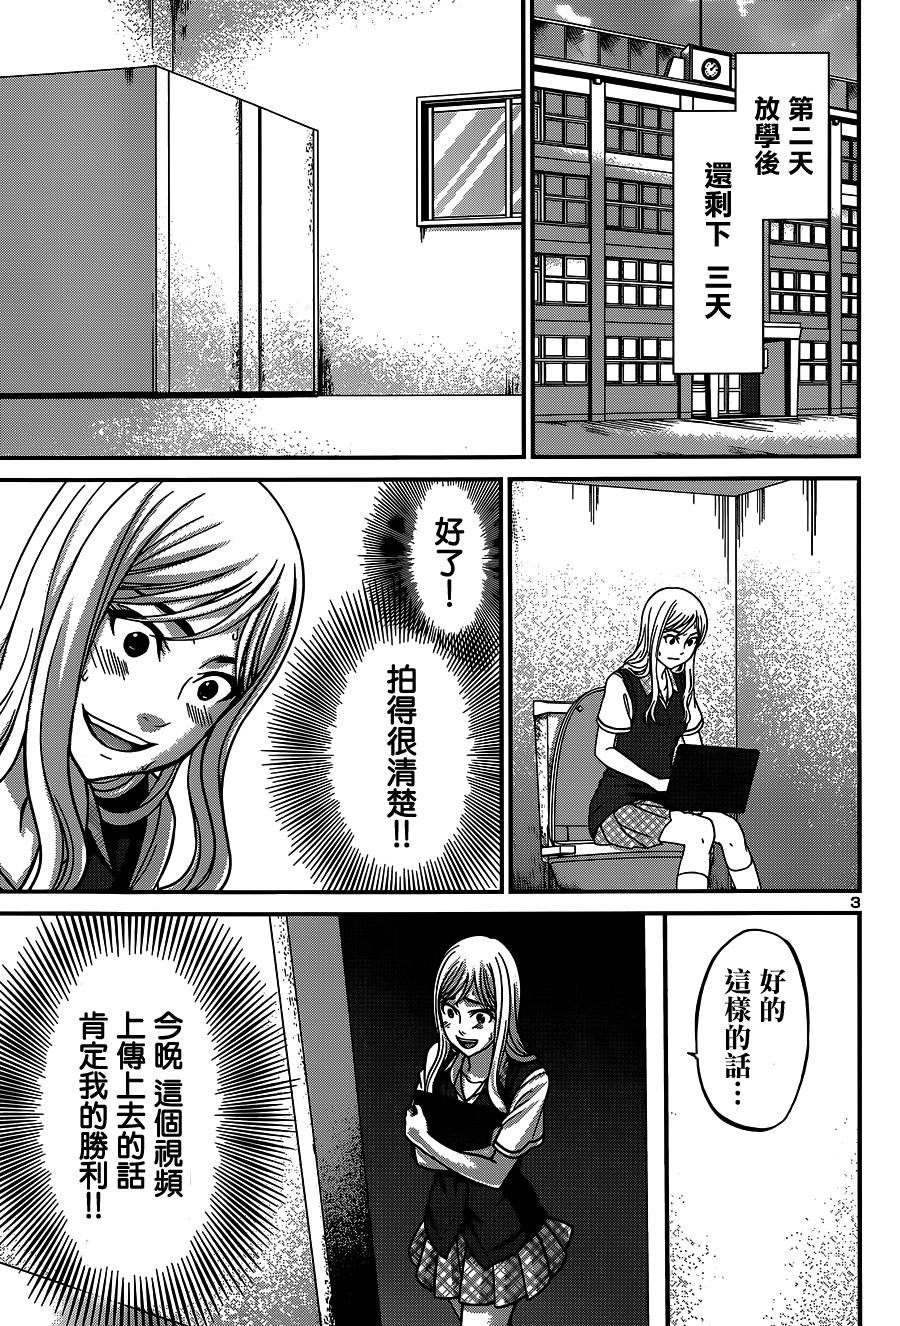 第二天
放學後
還剩下 三天
好了！
拍得很清楚!!
3
好的
這樣的話…
今晚 這個視頻
上傳上去的話
肯定我的勝利!!